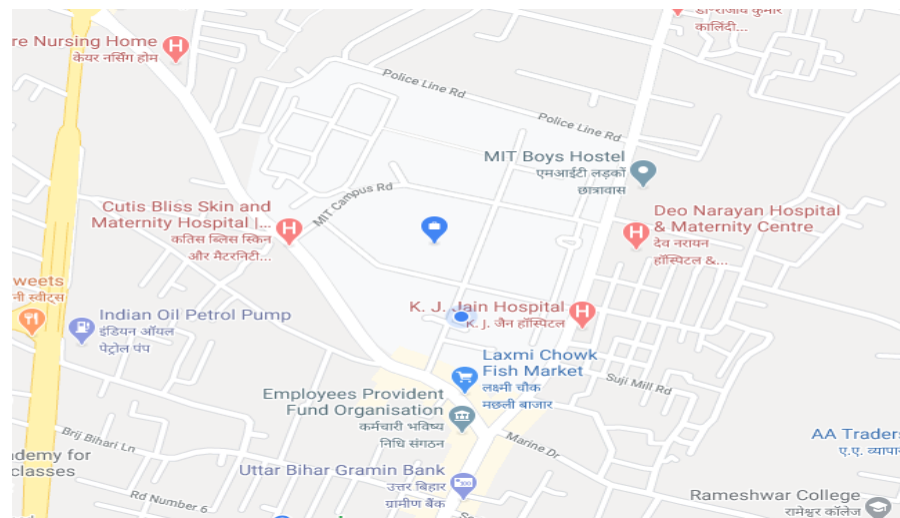 डॉ राजीव कुमार
कालिंदी...
re Nursing Home
केयर नर्सिंग होम
Police Line Rd
Police Line Rd
MIT Boys Hostel
एमआईटी लड़कों
छात्रावास
MIT Campus Rd
Cutis Bliss Skin and
Maternity Hospital |...
कतिस ब्लिस स्किन
और मैटरनिटी...
Deo Narayan Hospital
& Maternity Centre
देव नरायन
हॉस्पिटल &...
weets
नी स्वीट्स
Indian Oil Petrol Pump
इंडियन ऑयल
पेट्रोल पंप
K. J. Jain Hospital
K. J. जैन हॉस्पिटल
Laxmi Chowk
Fish Market
लक्ष्मी चौक
मछली बाजार
Suji Mill Rd
Employees Provident
Fund Organisation
कर्मचारी भविष्य
निधि संगठन
Marine Dr
Brij Bihari Ln
ademy for
classes
AA Traders
ए.ए. व्यापा
Uttar Bihar Gramin Bank
उत्तर बिहार
ग्रामीण बैंक
Rd Number 6
Rameshwar College
रामेश्वर कॉलेज